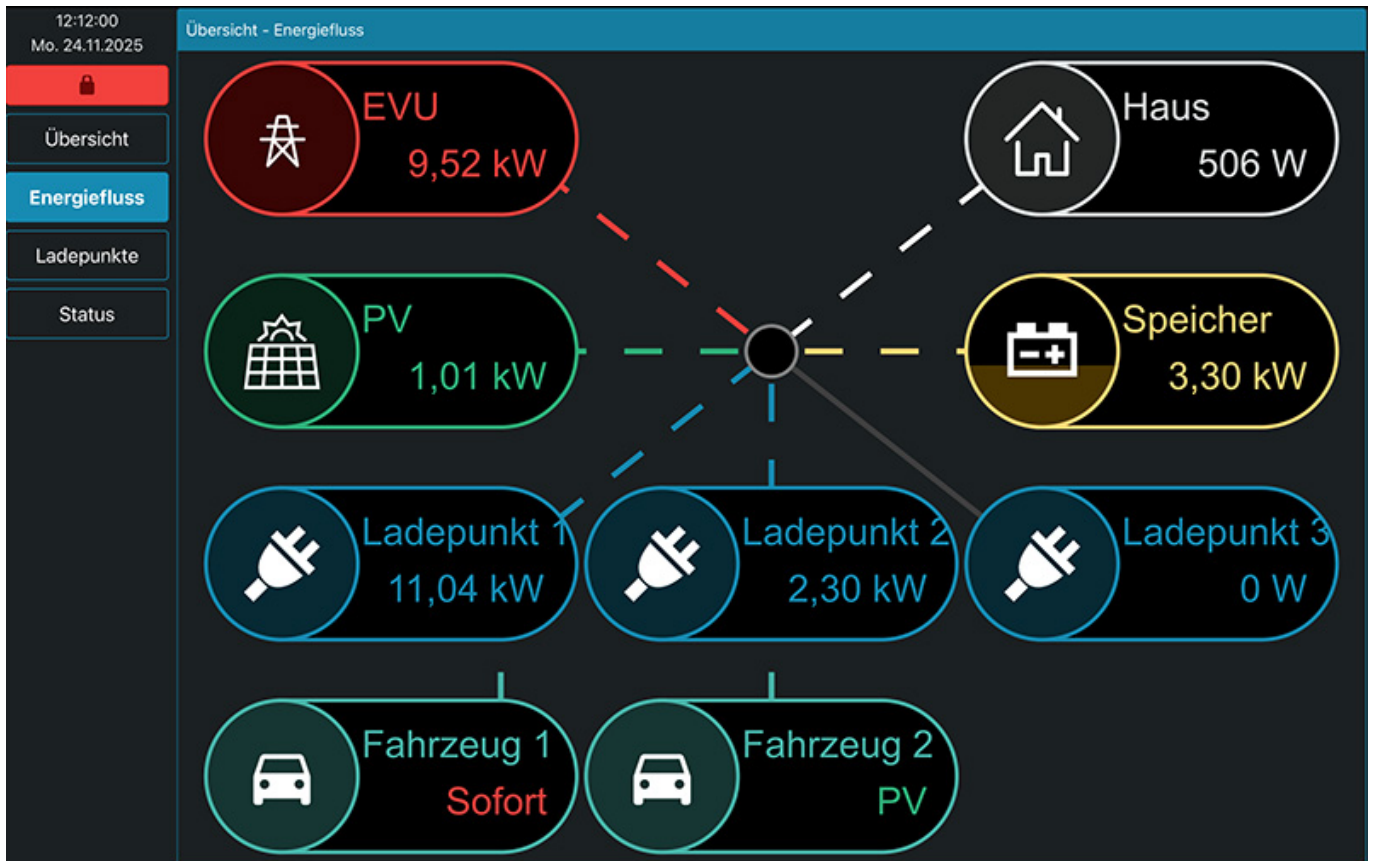 12:12:00
Mo. 24.11.2025
Übersicht
Energiefluss
Ladepunkte
Status
Übersicht - Energiefluss
EVU
9,52 kW
Haus
506 W
PV
1,01 kW
Speicher
3,30 kW
Ladepunkt 1
11,04 kW
Ladepunkt 2
2,30 kW
Ladepunkt 3
0 W
Fahrzeug 1
Sofort
Fahrzeug 2
PV